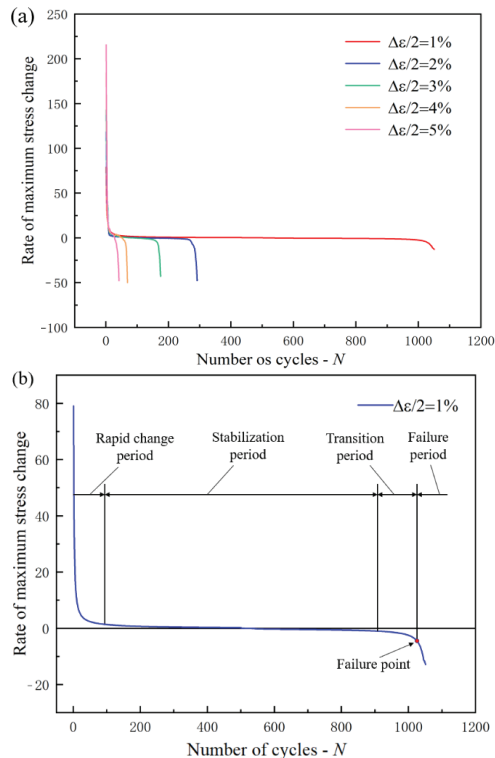 (a)
250
200
150
100
50
0
-50
-100
Rate of maximum stress change
Δε/2=1%
Δε/2=2%
Δε/2=3%
Δε/2=4%
Δε/2=5%
0 200 400 600 800 1000 1200
Number os cycles - N
(b)
80
60
40
20
0
-20
Rate of maximum stress change
Δε/2=1%
Rapid change
period
Stabilization
period
Transition
period
Failure
period
Failure point
0 200 400 600 800 1000 1200
Number of cycles - N